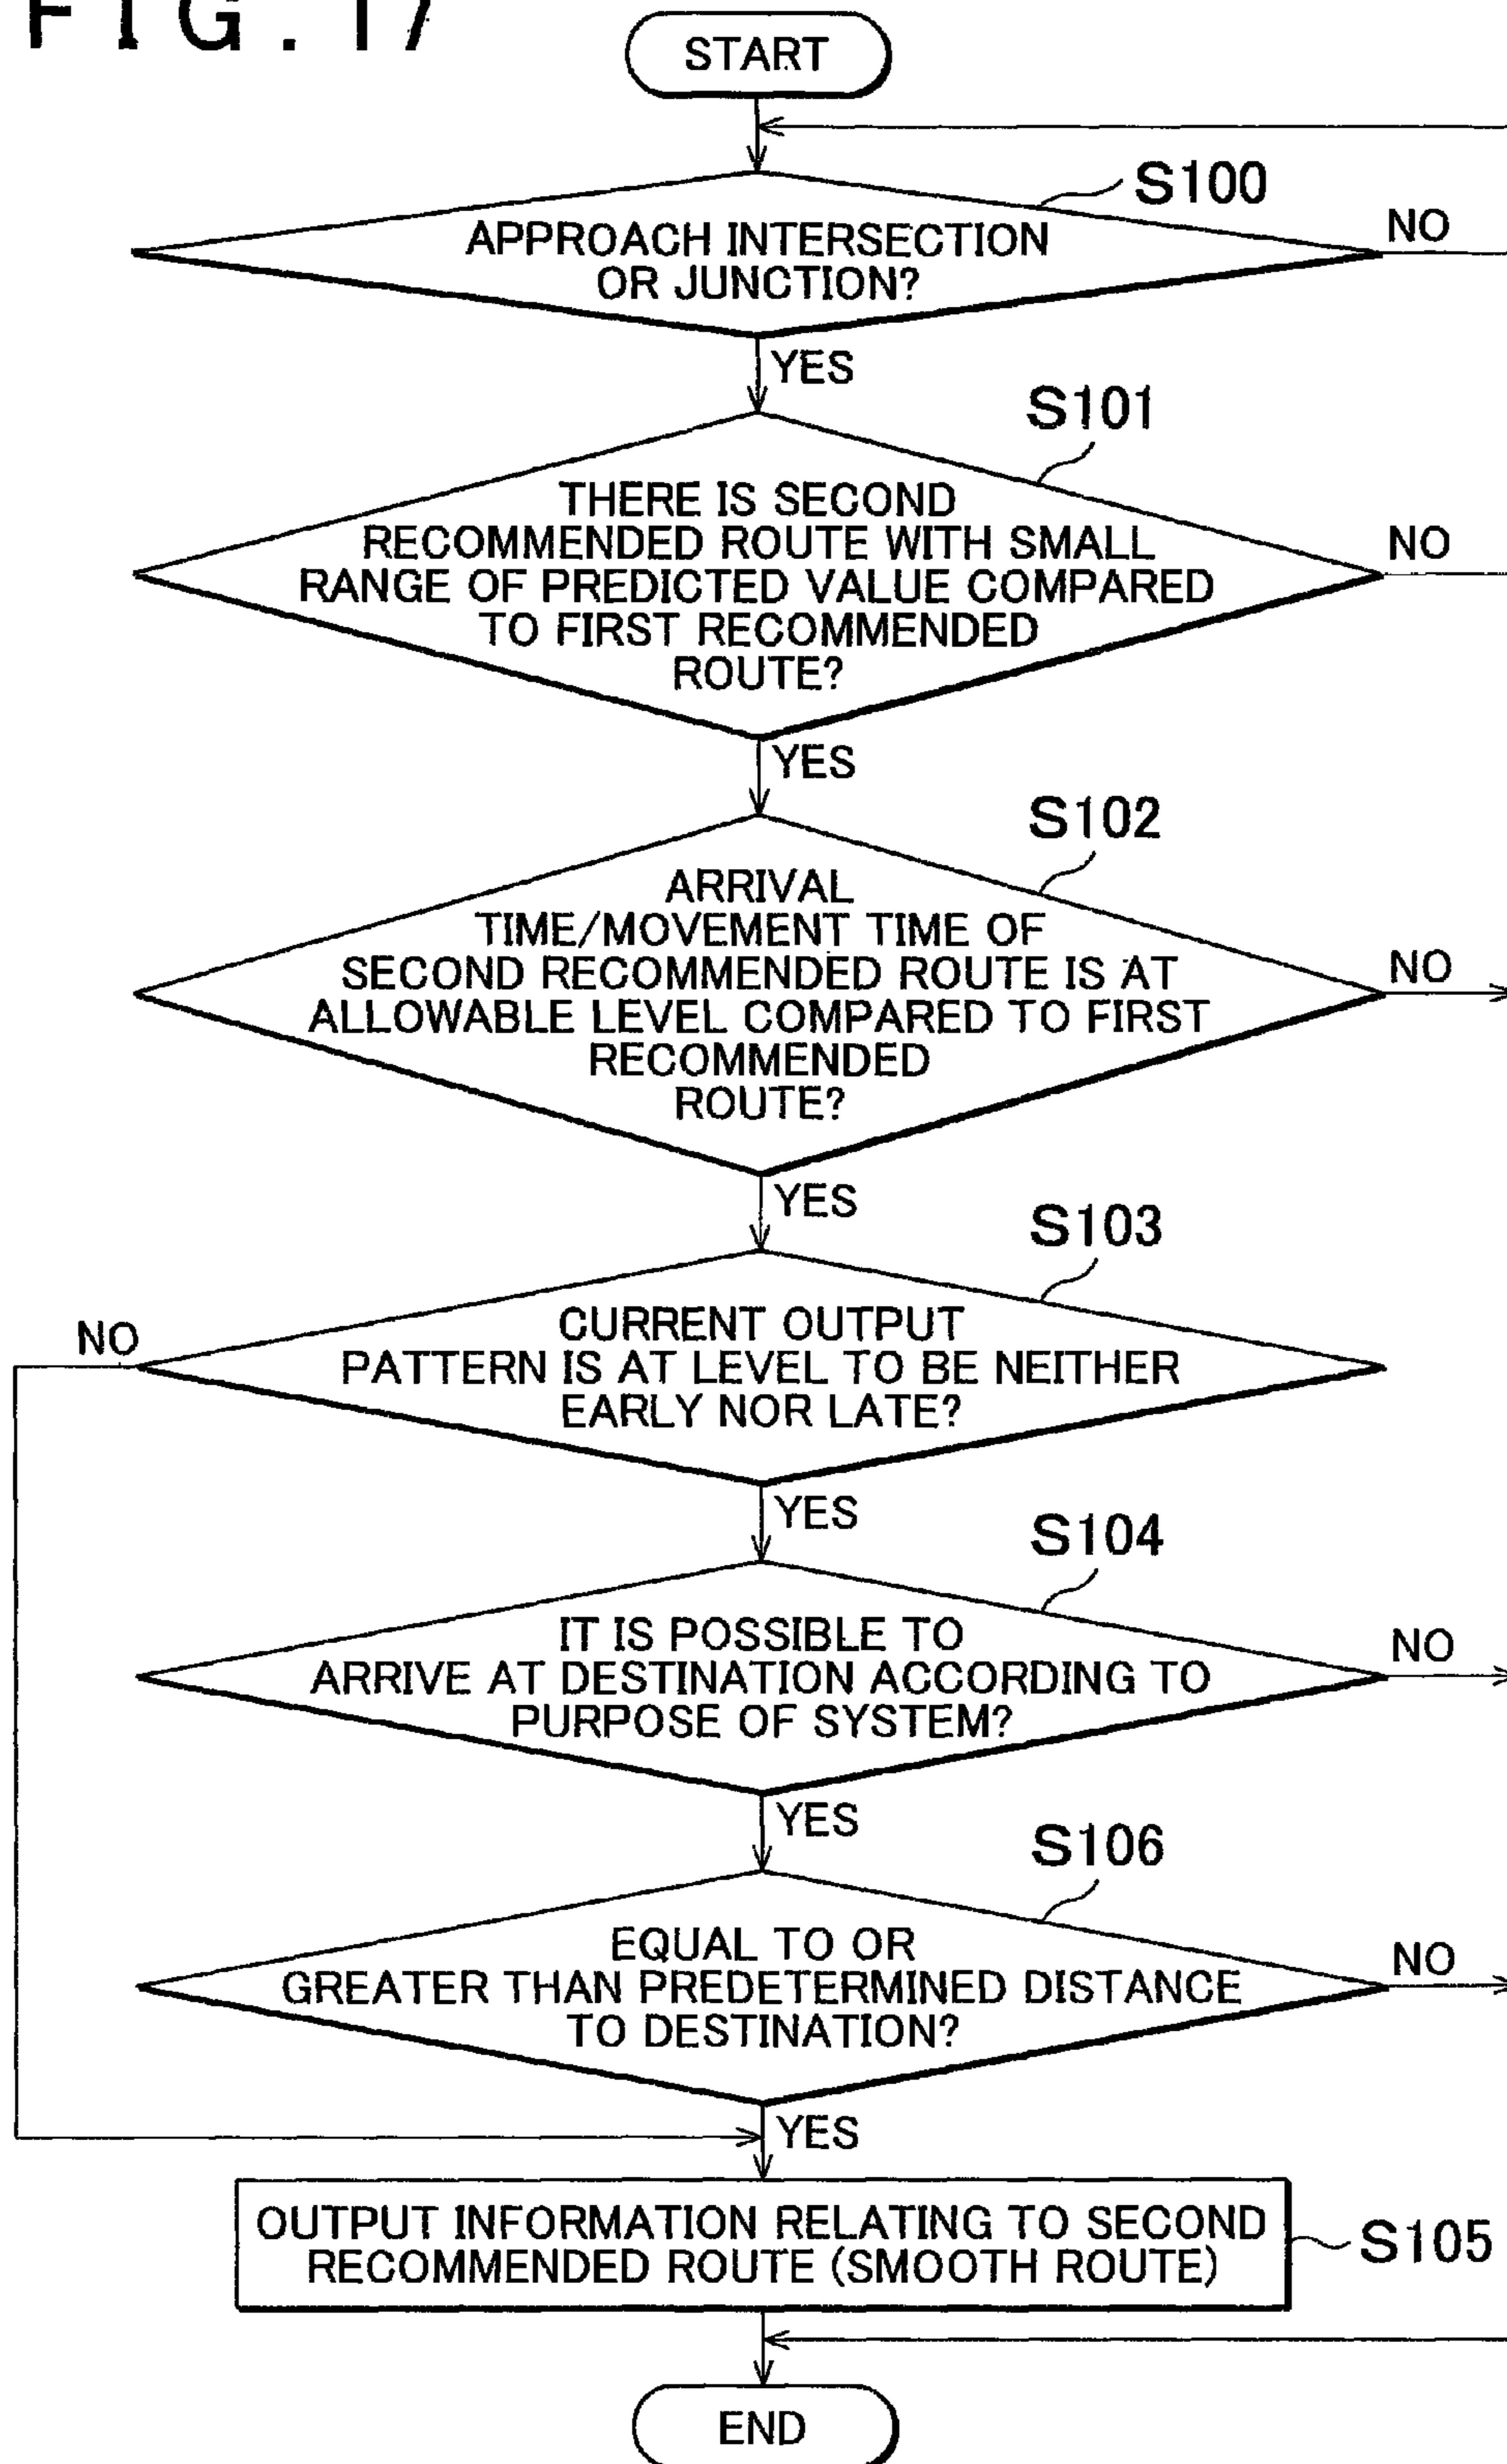 FIG. 17
START
S100
APPROACH INTERSECTION
OR JUNCTION?
NO
YES
S101
THERE IS SECOND
RECOMMENDED ROUTE WITH SMALL
RANGE OF PREDICTED VALUE COMPARED
TO FIRST RECOMMENDED
ROUTE?
NO
YES
S102
ARRIVAL
TIME/MOVEMENT TIME OF
SECOND RECOMMENDED ROUTE IS AT
ALLOWABLE LEVEL COMPARED TO FIRST
RECOMMENDED
ROUTE?
NO
YES
S103
NO
CURRENT OUTPUT
PATTERN IS AT LEVEL TO BE NEITHER
EARLY NOR LATE?
YES
S104
IT IS POSSIBLE TO
ARRIVE AT DESTINATION ACCORDING TO
PURPOSE OF SYSTEM?
NO
YES
S106
EQUAL TO OR
GREATER THAN PREDETERMINED DISTANCE
TO DESTINATION?
NO
YES
OUTPUT INFORMATION RELATING TO SECOND
RECOMMENDED ROUTE (SMOOTH ROUTE)
S105
END